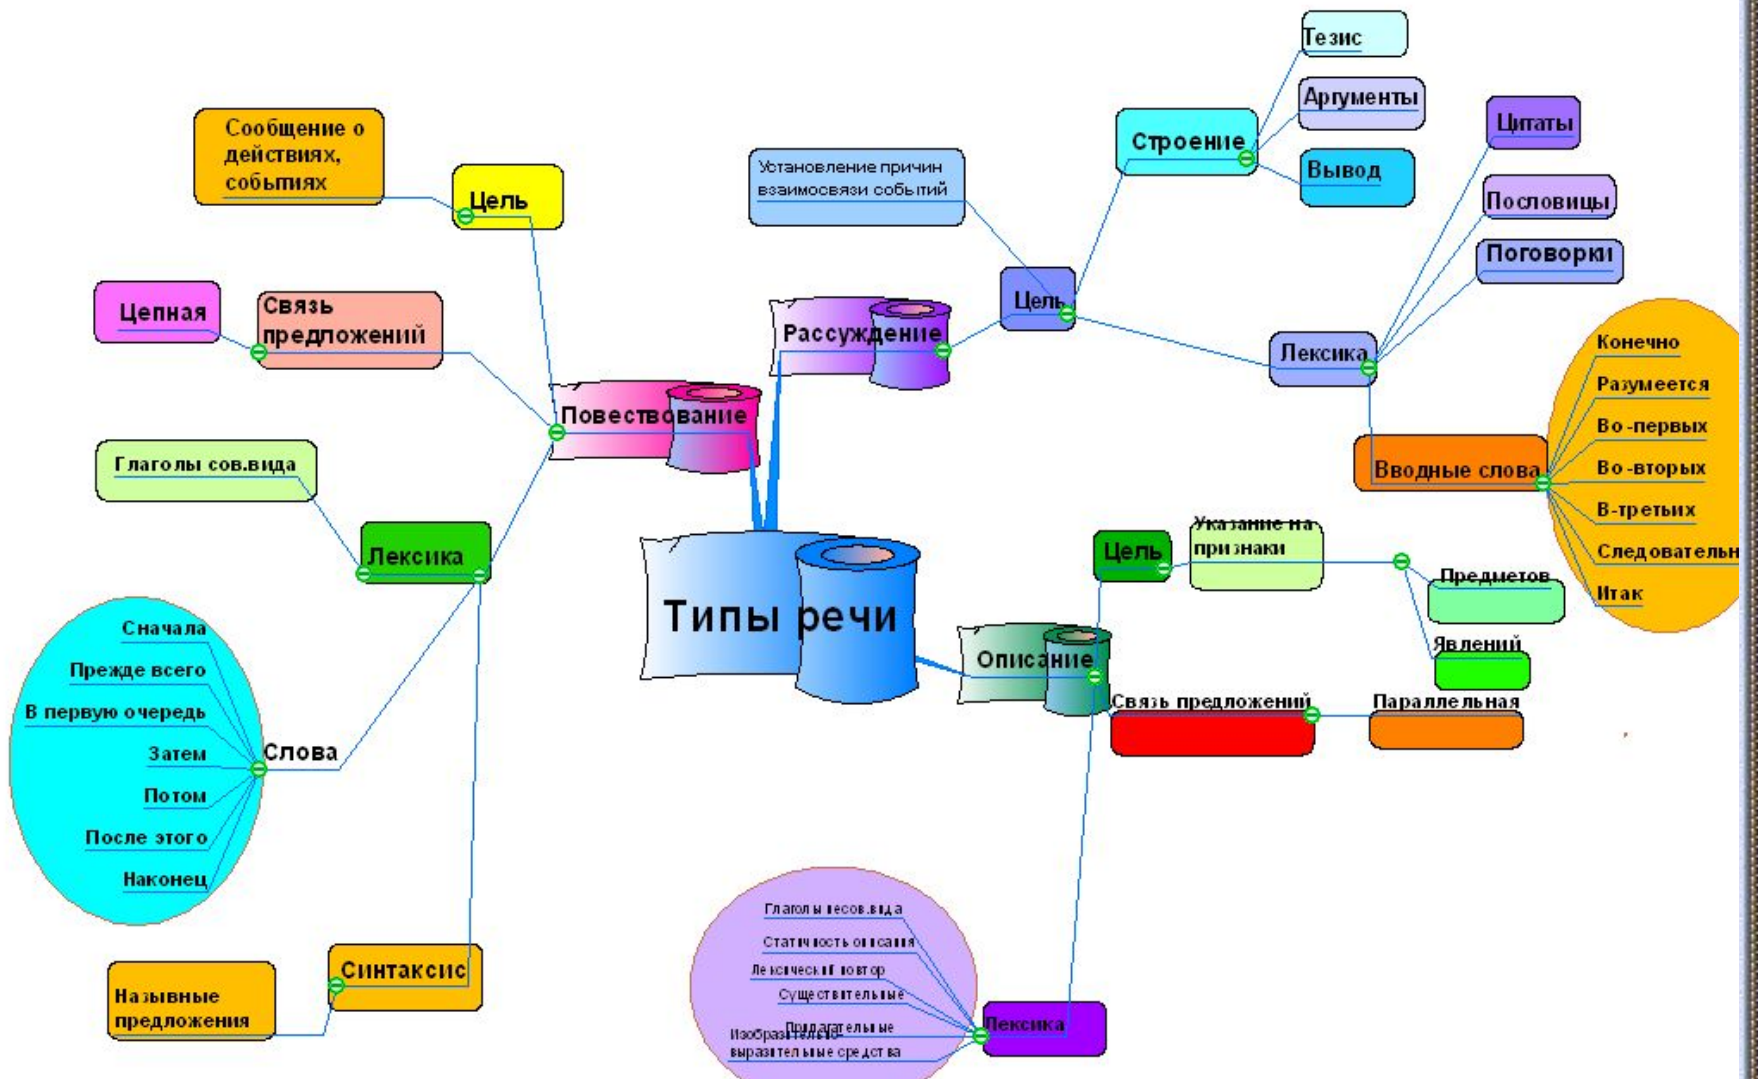 Типы речи
Повествование
Цель
Сообщение о
действиях,
событиях
Связь
предложений
Цепная
Лексика
Глаголы сов.вида
Слова
Сначала
Прежде всего
В первую очередь
Затем
Потом
После этого
Наконец
Синтаксис
Назывные
предложения
Рассуждение
Цель
Установление причин
взаимосвязи событий
Строение
Тезис
Аргументы
Вывод
Лексика
Цитаты
Пословицы
Поговорки
Вводные слова
Конечно
Разумеется
Во-первых
Во-вторых
В-третьих
Следовательн
Итак
Описание
Цель
Указание на
признаки
Предметов
Явлений
Связь предложений
Параллельная
Лексика
Глаголы несов.вида
Статичность описания
Лексический повтор
Существительные
Прилагательные
Изобразительно-
выразительные средства